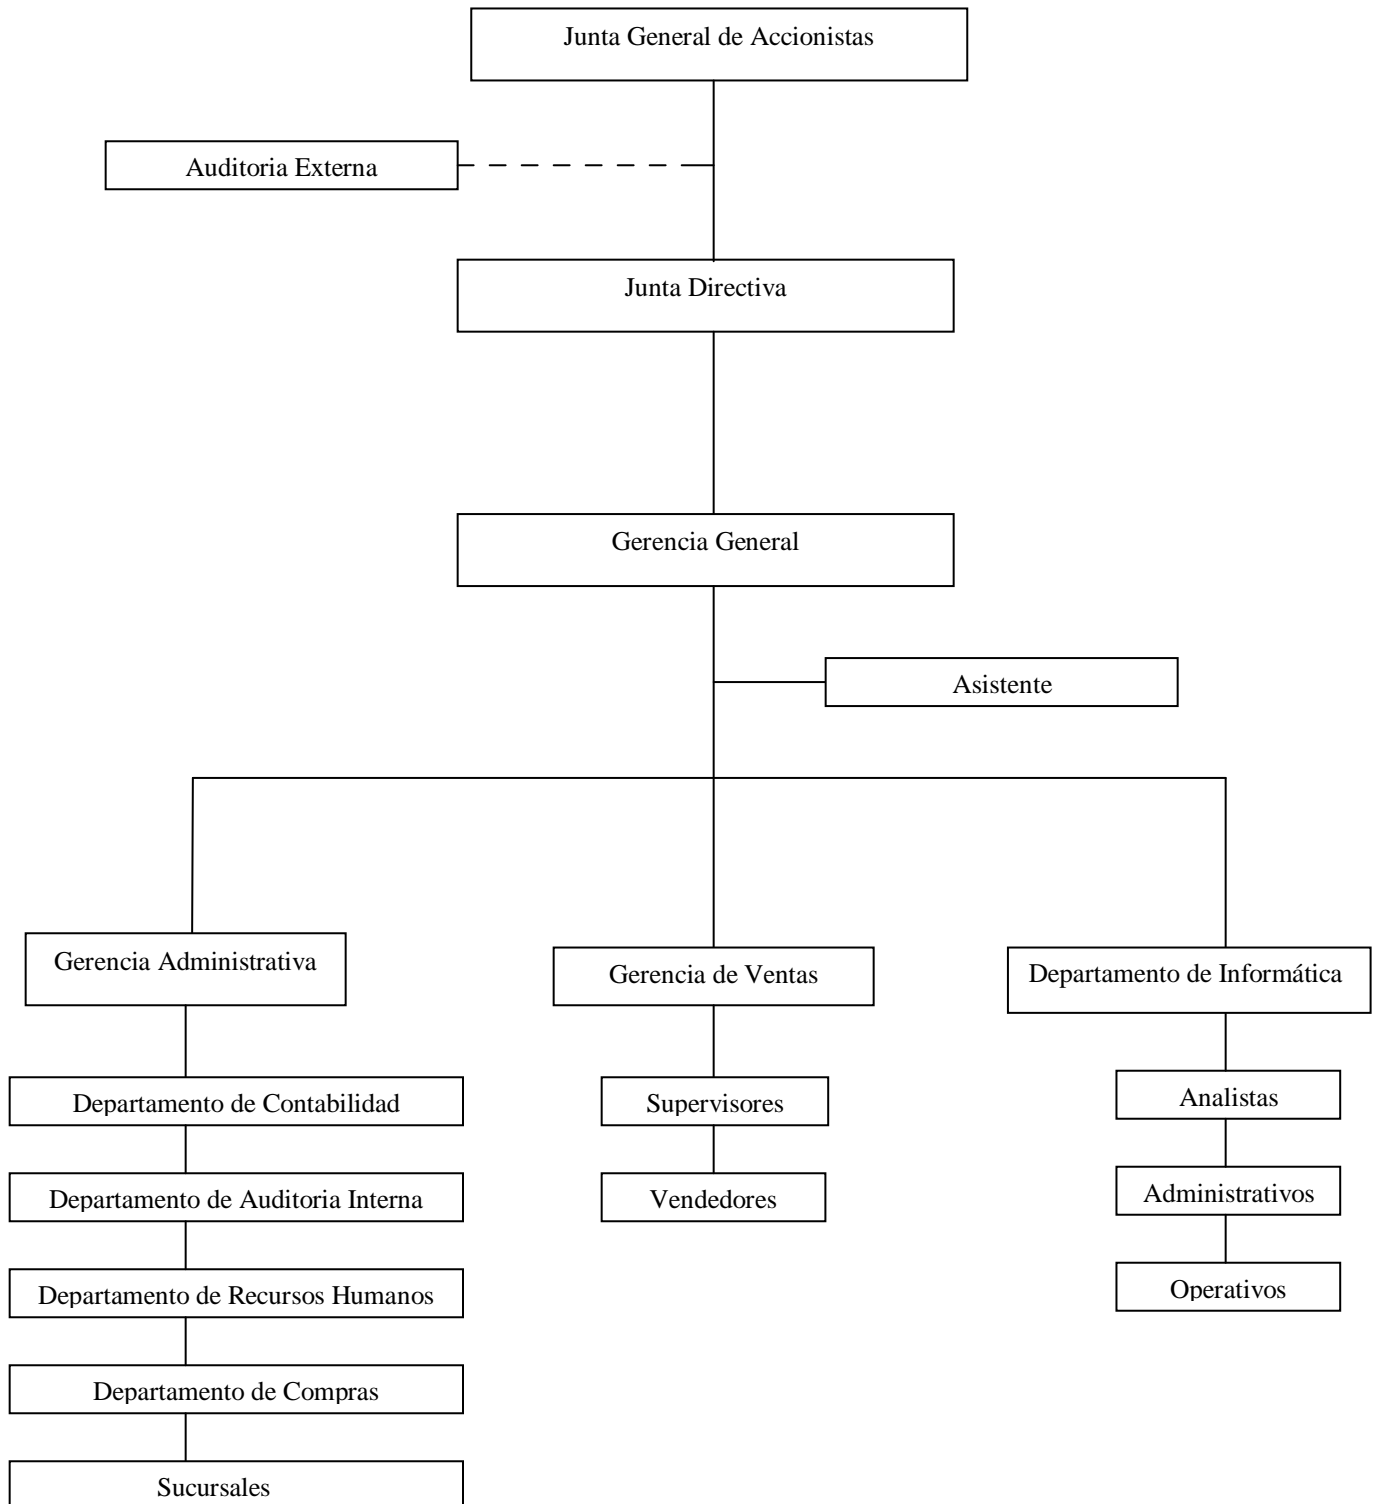 Junta General de Accionistas
Auditoria Externa
Junta Directiva
Gerencia General
Asistente
Gerencia Administrativa
Gerencia de Ventas
Departamento de Informática
Departamento de Contabilidad
Supervisores
Analistas
Departamento de Auditoria Interna
Vendedores
Administrativos
Departamento de Recursos Humanos
Operativos
Departamento de Compras
Sucursales